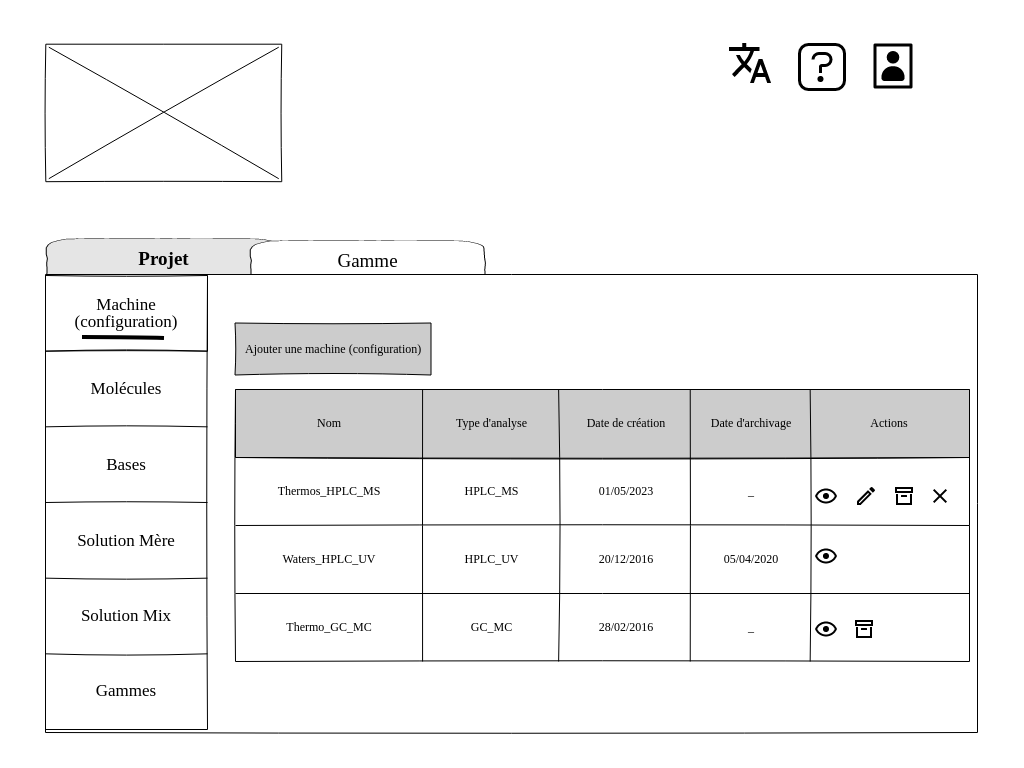 Projet
Gamme
Machine
(configuration)
Molécules
Bases
Solution Mère
Solution Mix
Gammes
Ajouter une machine (configuration)
Nom Type d'analyse Date de création Date d'archivage Actions
Thermos_HPLC_MS HPLC_MS 01/05/2023 _
Waters_HPLC_UV HPLC_UV 20/12/2016 05/04/2020
Thermo_GC_MC GC_MC 28/02/2016 _